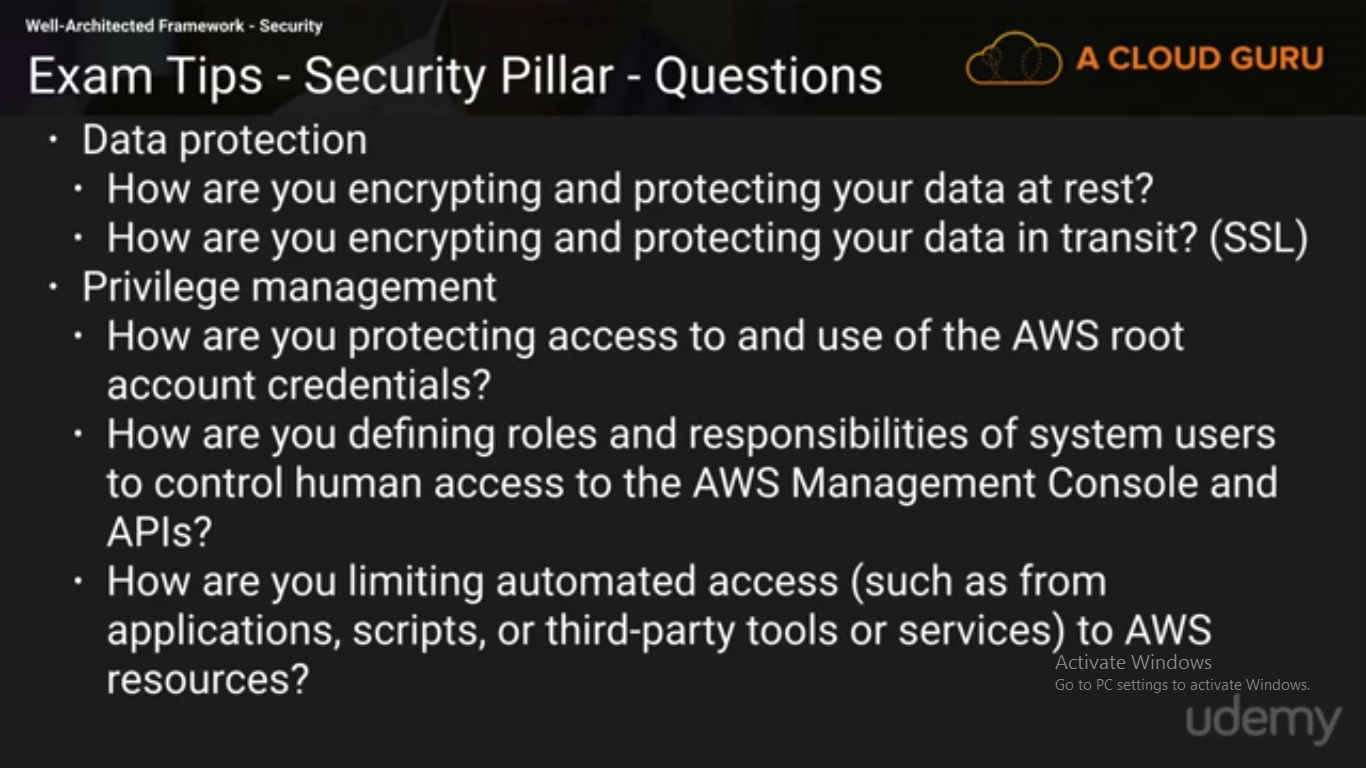 Well-Architected Framework - Security
Exam Tips - Security Pillar - Questions
A CLOUD GURU
• Data protection
• How are you encrypting and protecting your data at rest?
• How are you encrypting and protecting your data in transit? (SSL)
• Privilege management
• How are you protecting access to and use of the AWS root
account credentials?
• How are you defining roles and responsibilities of system users
to control human access to the AWS Management Console and
APIs?
• How are you limiting automated access (such as from
applications, scripts, or third-party tools or services) to AWS
resources?
Activate Windows
Go to PC settings to activate Windows.
udemy